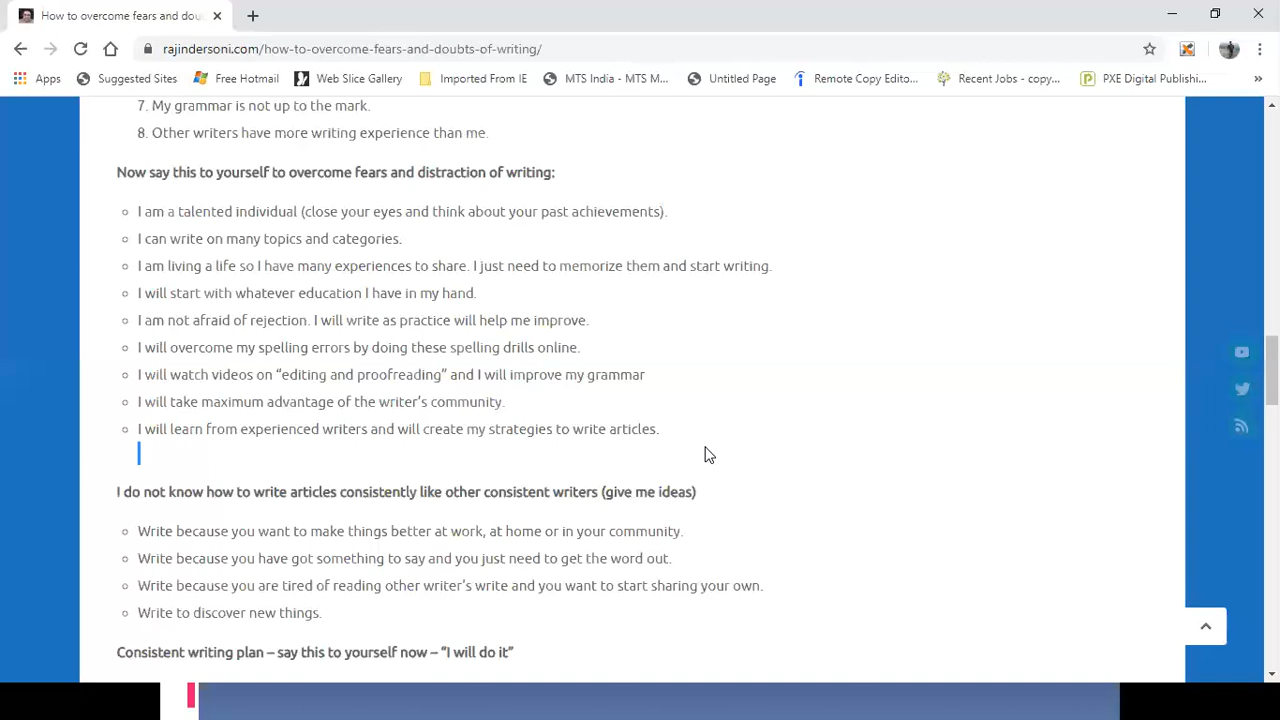 How to overcome fears and dou
rajindersoni.com/how-to-overcome-fears-and-doubts-of-writing/
Apps Suggested Sites Free Hotmail Web Slice Gallery Imported From IE MTS India - MTS M... Untitled Page Remote Copy Edito... Recent Jobs - copy... PXE Digital Publishi... »
7. My grammar is not up to the mark.
8. Other writers have more writing experience than me.
Now say this to yourself to overcome fears and distraction of writing:
I am a talented individual (close your eyes and think about your past achievements).
I can write on many topics and categories.
I am living a life so I have many experiences to share. I just need to memorize them and start writing.
I will start with whatever education I have in my hand.
I am not afraid of rejection. I will write as practice will help me improve.
I will overcome my spelling errors by doing these spelling drills online.
I will watch videos on “editing and proofreading” and I will improve my grammar
I will take maximum advantage of the writer’s community.
I will learn from experienced writers and will create my strategies to write articles.
I do not know how to write articles consistently like other consistent writers (give me ideas)
Write because you want to make things better at work, at home or in your community.
Write because you have got something to say and you just need to get the word out.
Write because you are tired of reading other writer’s write and you want to start sharing your own.
Write to discover new things.
Consistent writing plan – say this to yourself now – “I will do it”